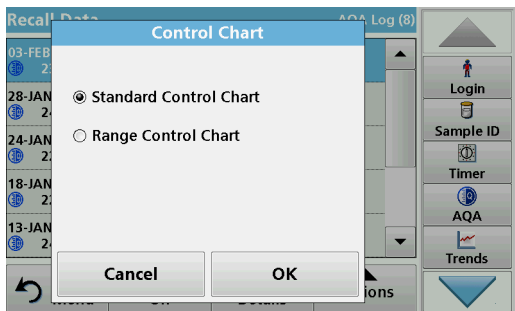 Recall Data AQA Log (8)
Control Chart
03-FEB
28-JAN
24-JAN
18-JAN
13-JAN
Standard Control Chart
Range Control Chart
Cancel
OK
Login
Sample ID
Timer
AQA
Trends